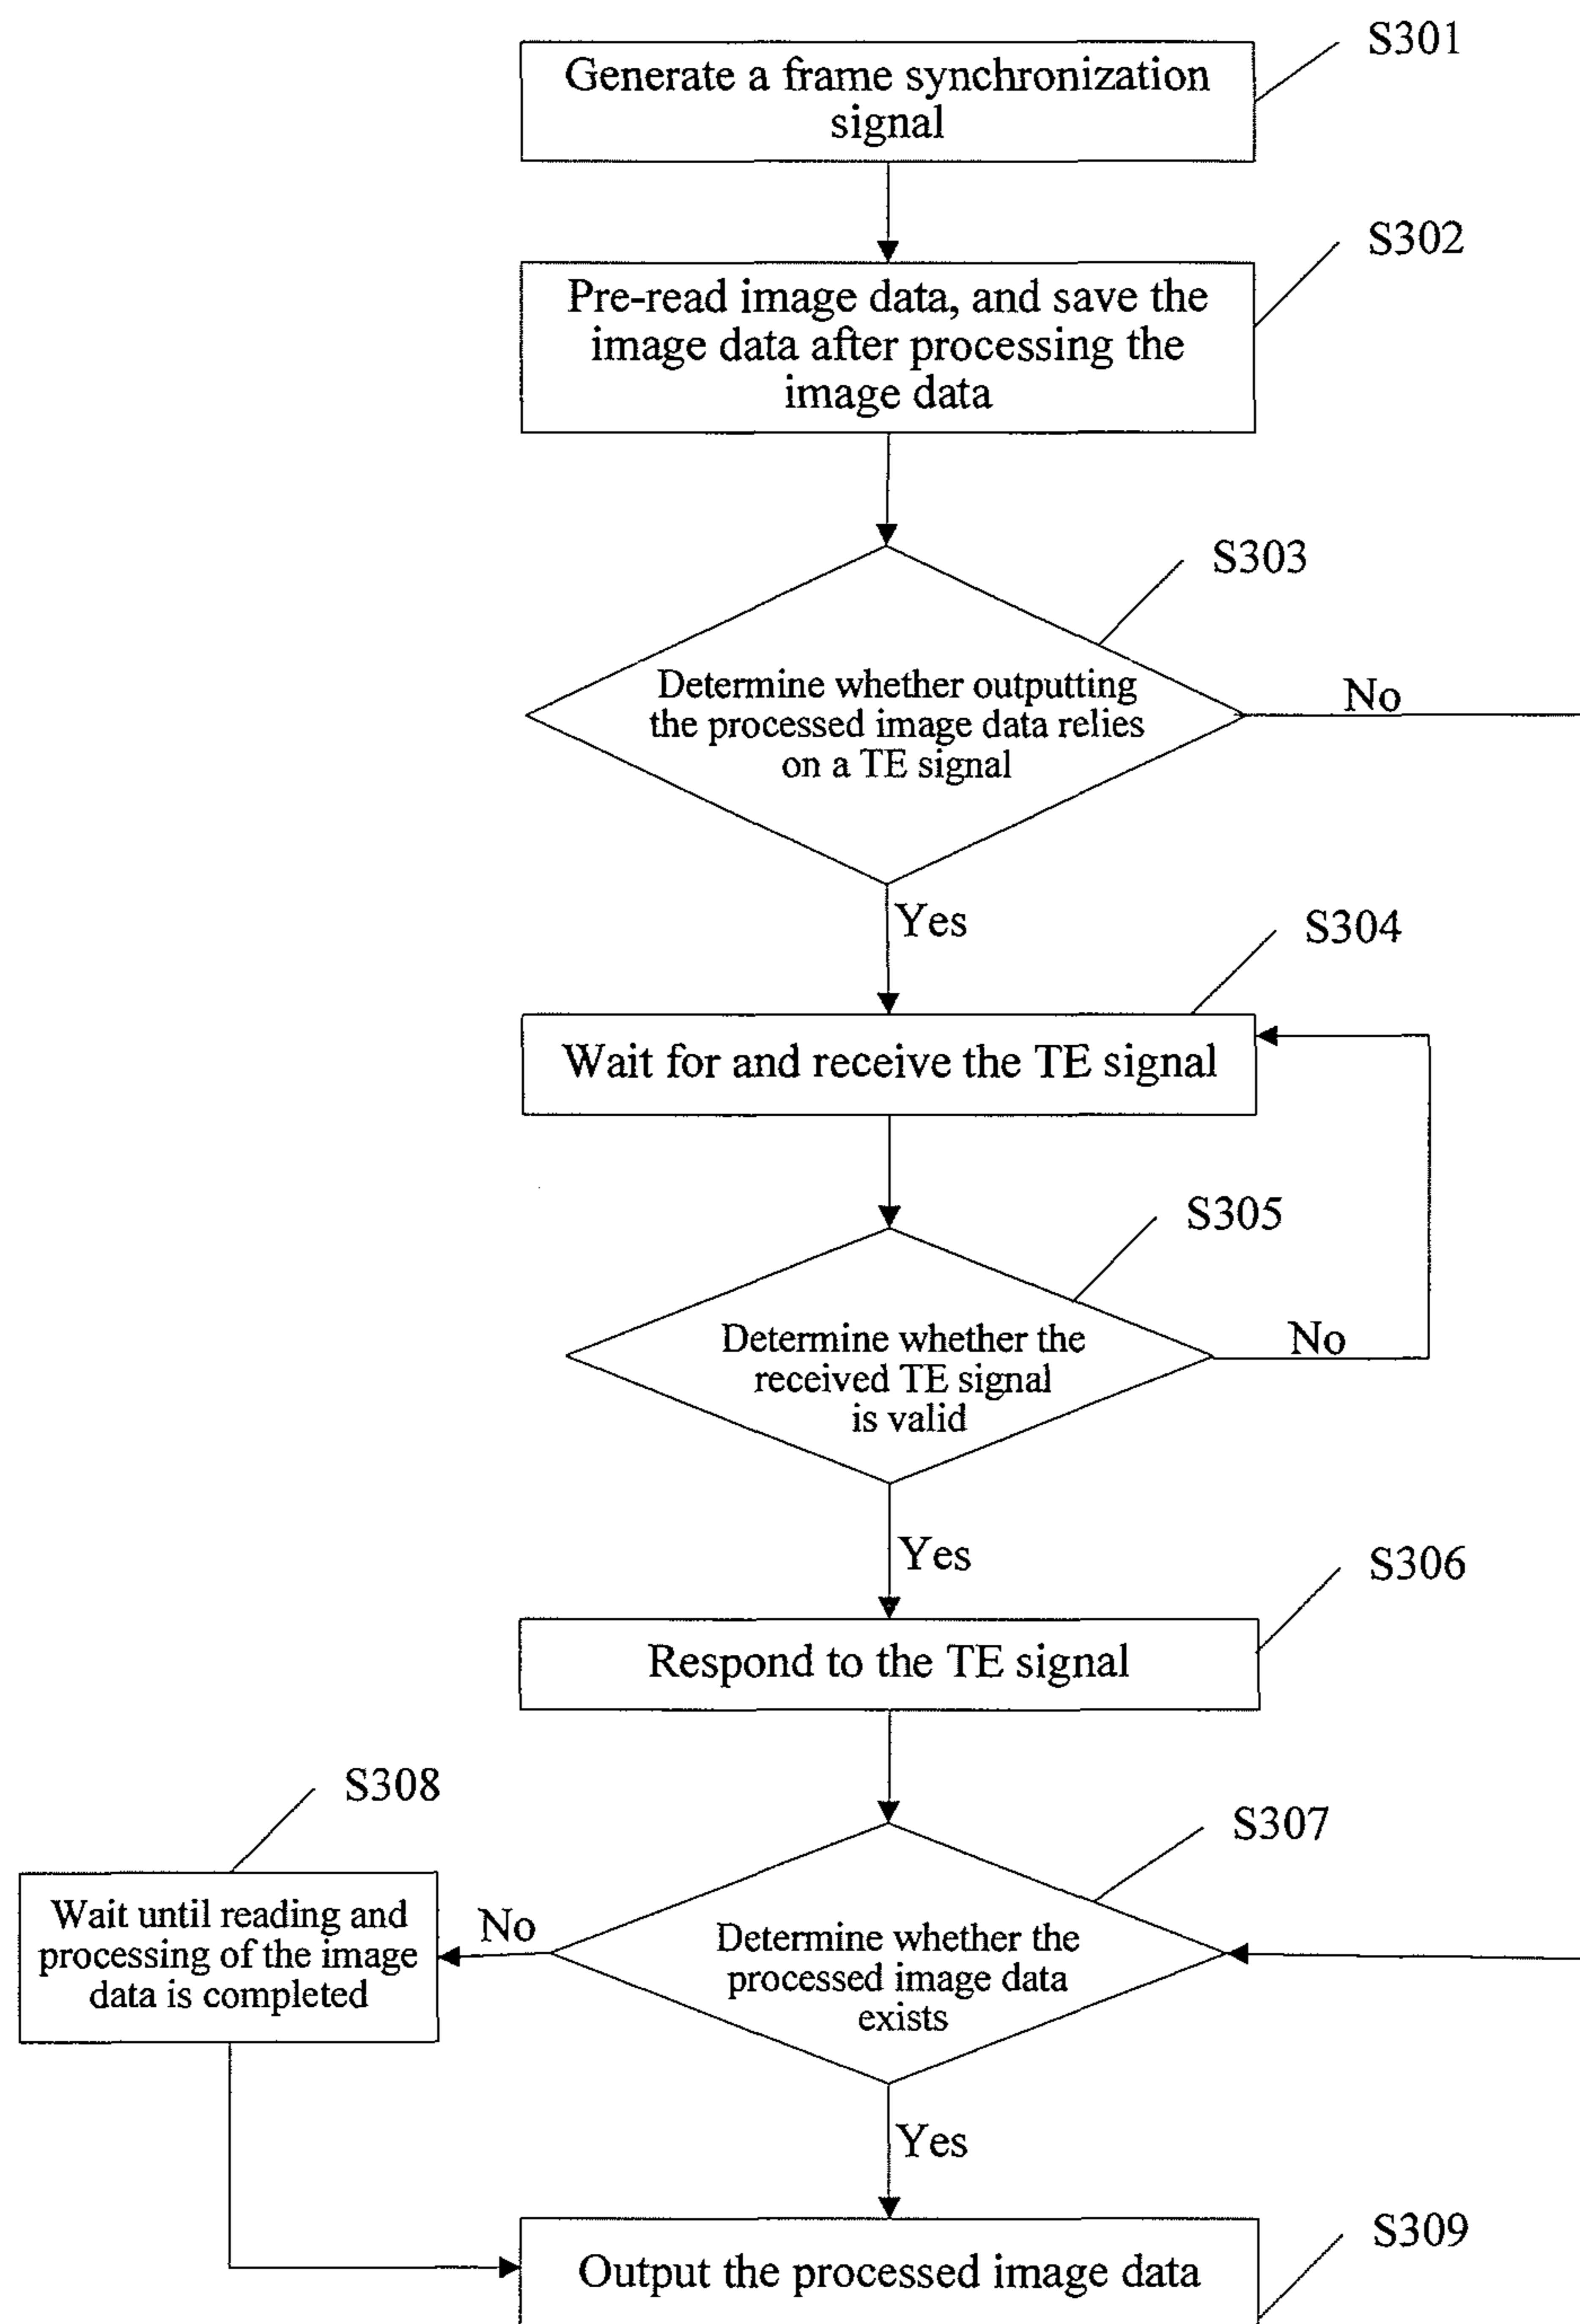 S301
Generate a frame synchronization
signal
S302
Pre-read image data, and save the
image data after processing the
image data
S303
Determine whether outputting
the processed image data relies
on a TE signal
No
Yes
S304
Wait for and receive the TE signal
S305
Determine whether the
received TE signal
is valid
No
Yes
S306
Respond to the TE signal
S308
S307
Wait until reading and
processing of the image
data is completed
No
Determine whether the
processed image data
exists
Yes
S309
Output the processed image data